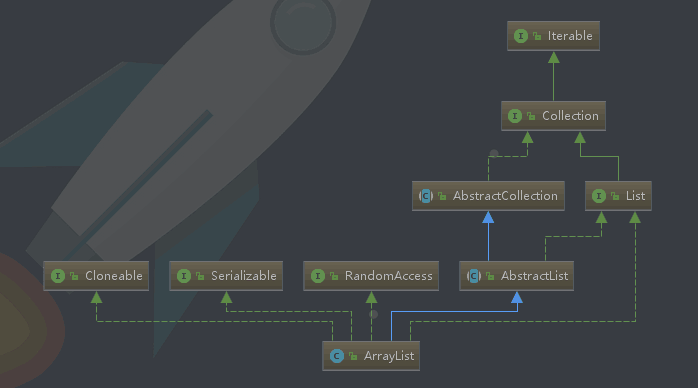 Iterable
Collection
AbstractCollection
List
Cloneable
Serializable
RandomAccess
AbstractList
ArrayList